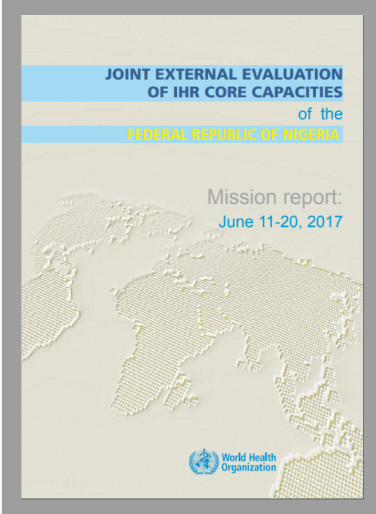 JOINT EXTERNAL EVALUATION
OF IHR CORE CAPACITIES
of the
FEDERAL REPUBLIC OF NIGERIA
Mission report:
June 11-20, 2017
World Health
Organization